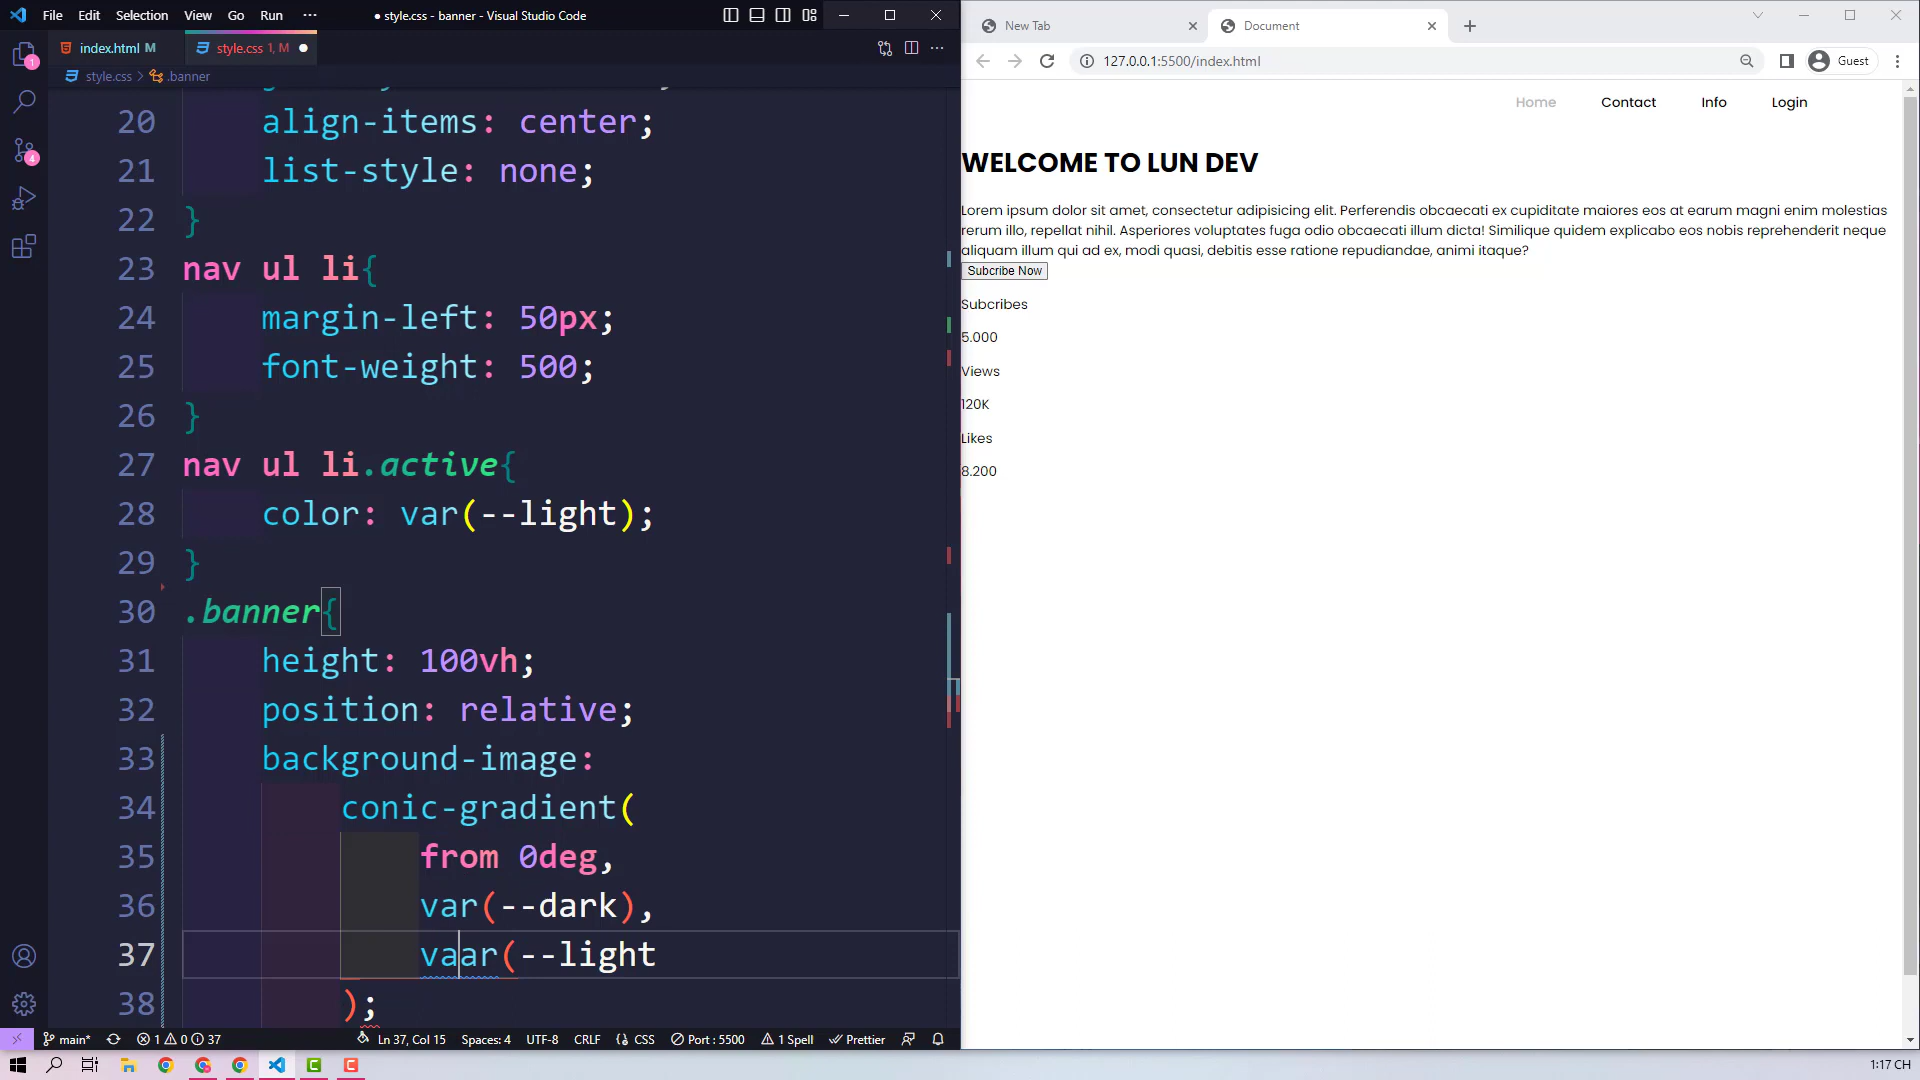 File Edit Selection View Go Run ··· ● style.css - banner - Visual Studio Code
index.html M style.css 1, M ●
style.css > .banner
20 align-items: center;
21 list-style: none;
22 }
23 nav ul li{
24 margin-left: 50px;
25 font-weight: 500;
26 }
27 nav ul li.active{
28 color: var(--light);
29 }
30 .banner{
31 height: 100vh;
32 position: relative;
33 background-image:
34 conic-gradient(
35 from 0deg,
36 var(--dark),
37 vaar(--light
38 );
1
4
main* 1 0 37 Ln 37, Col 15 Spaces: 4 UTF-8 CRLF CSS Port : 5500 1 Spell Prettier
New Tab Document
127.0.0.1:5500/index.html Guest
Home Contact Info Login
WELCOME TO LUN DEV
Lorem ipsum dolor sit amet, consectetur adipisicing elit. Perferendis obcaecati ex cupiditate maiores eos at earum magni enim molestias
rerum illo, repellat nihil. Asperiores voluptates fuga odio obcaecati illum dicta! Similique quidem explicabo eos nobis reprehenderit neque
aliquam illum qui ad ex, modi quasi, debitis esse ratione repudiandae, animi itaque?
Subcribe Now
Subcribes
5.000
Views
120K
Likes
8.200
1:17 CH